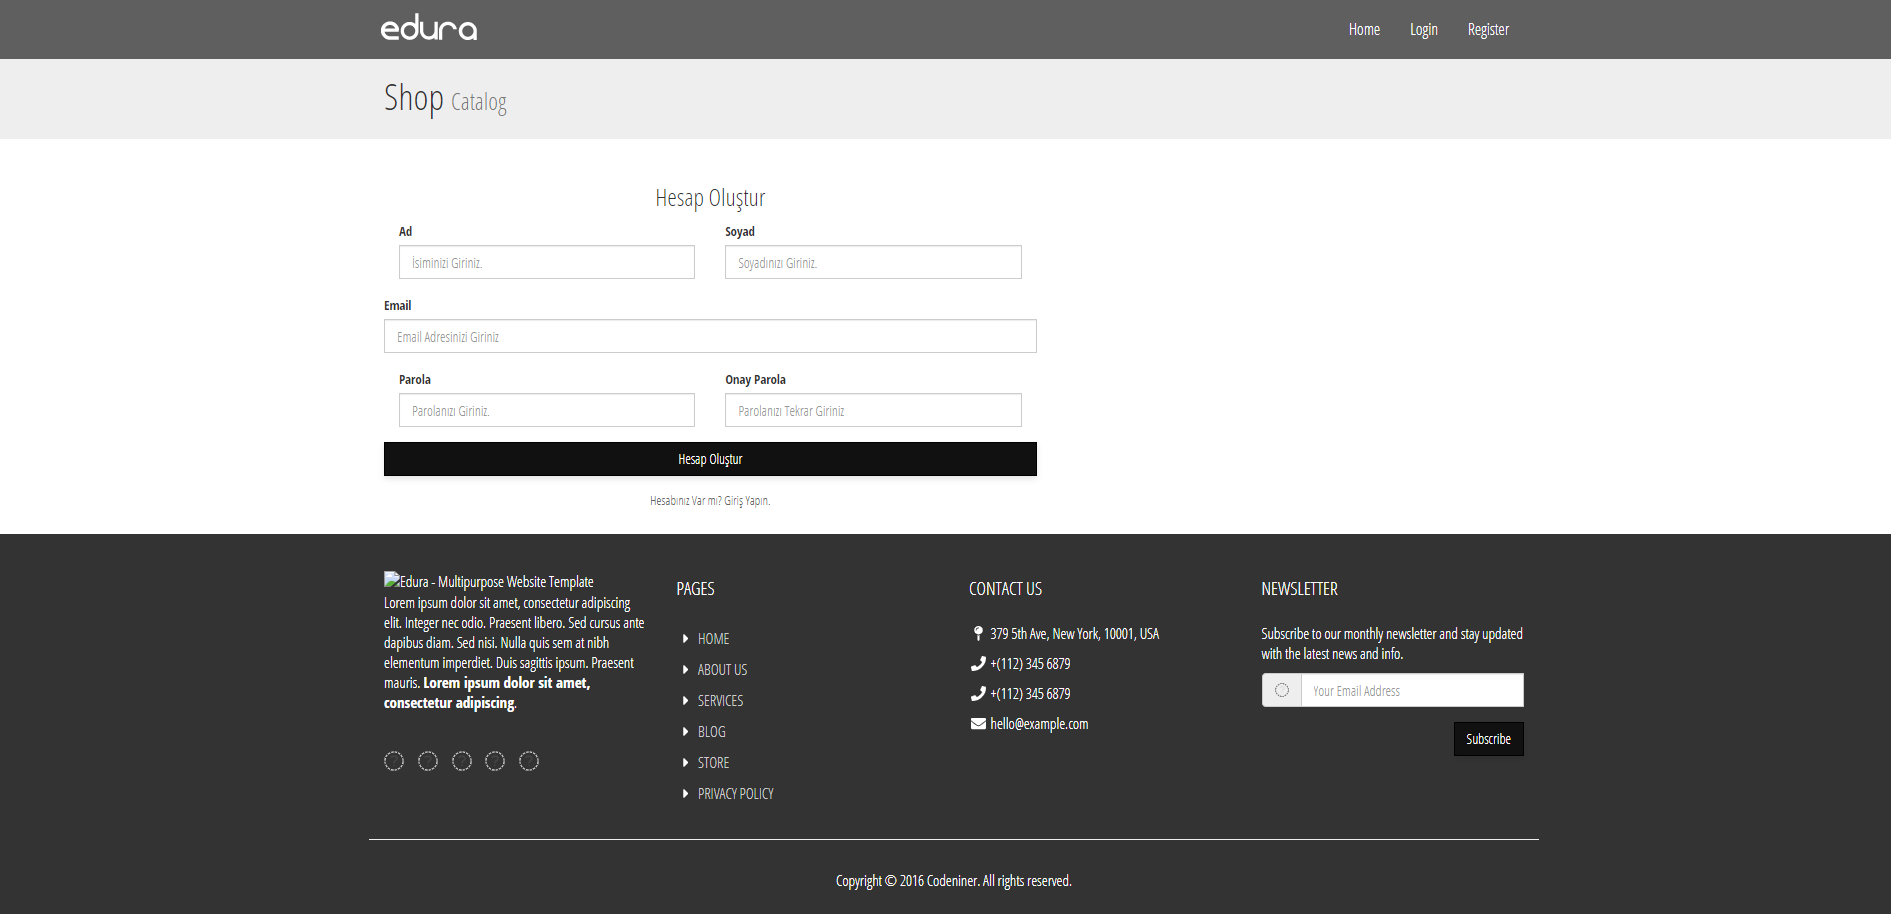 edura
Home Login Register
Shop Catalog
Hesap Oluştur
Ad Soyad
İsiminizi Giriniz. Soyadınızı Giriniz.
Email
Email Adresinizi Giriniz
Parola Onay Parola
Parolanızı Giriniz. Parolanızı Tekrar Giriniz
Hesap Oluştur
Hesabınız Var mı? Giriş Yapın.
Edura - Multipurpose Website Template
Lorem ipsum dolor sit amet, consectetur adipiscing
elit. Integer nec odio. Praesent libero. Sed cursus ante
dapibus diam. Sed nisi. Nulla quis sem at nibh
elementum imperdiet. Duis sagittis ipsum. Praesent
mauris. Lorem ipsum dolor sit amet,
consectetur adipiscing.
PAGES
HOME
ABOUT US
SERVICES
BLOG
STORE
PRIVACY POLICY
CONTACT US
379 5th Ave, New York, 10001, USA
+(112) 345 6879
+(112) 345 6879
hello@example.com
NEWSLETTER
Subscribe to our monthly newsletter and stay updated
with the latest news and info.
Your Email Address
Subscribe
Copyright © 2016 Codeniner. All rights reserved.